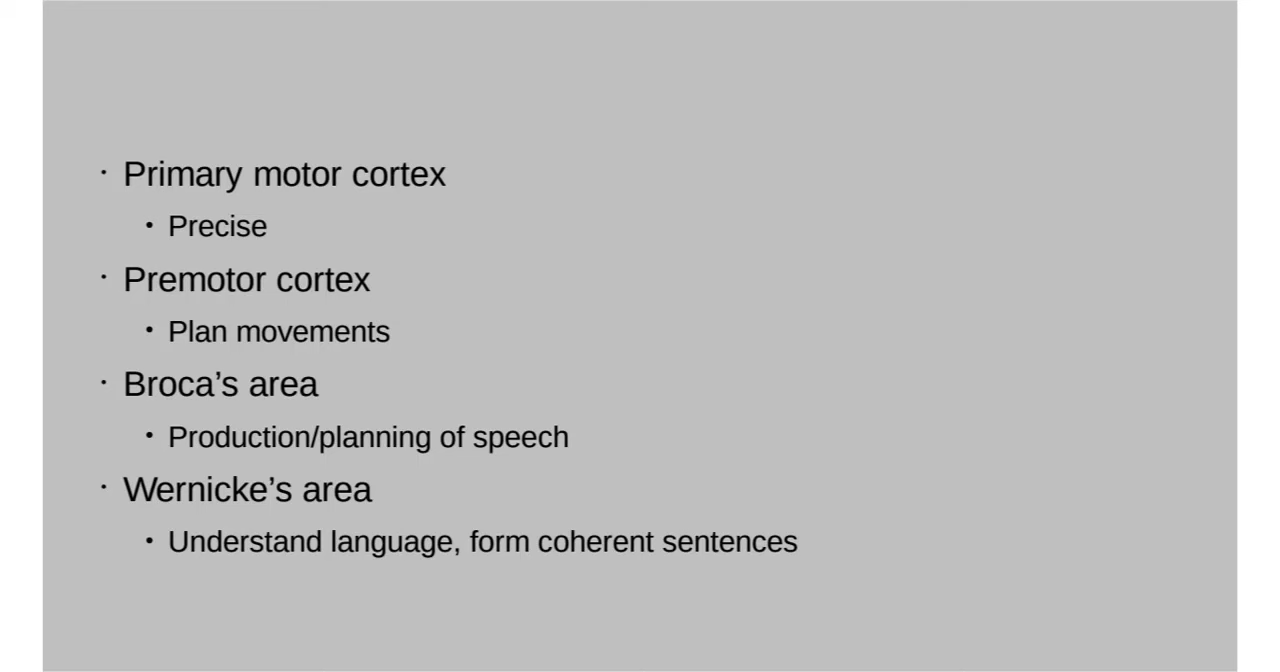 · Primary motor cortex
• Precise
· Premotor cortex
• Plan movements
· Broca’s area
• Production/planning of speech
· Wernicke’s area
• Understand language, form coherent sentences